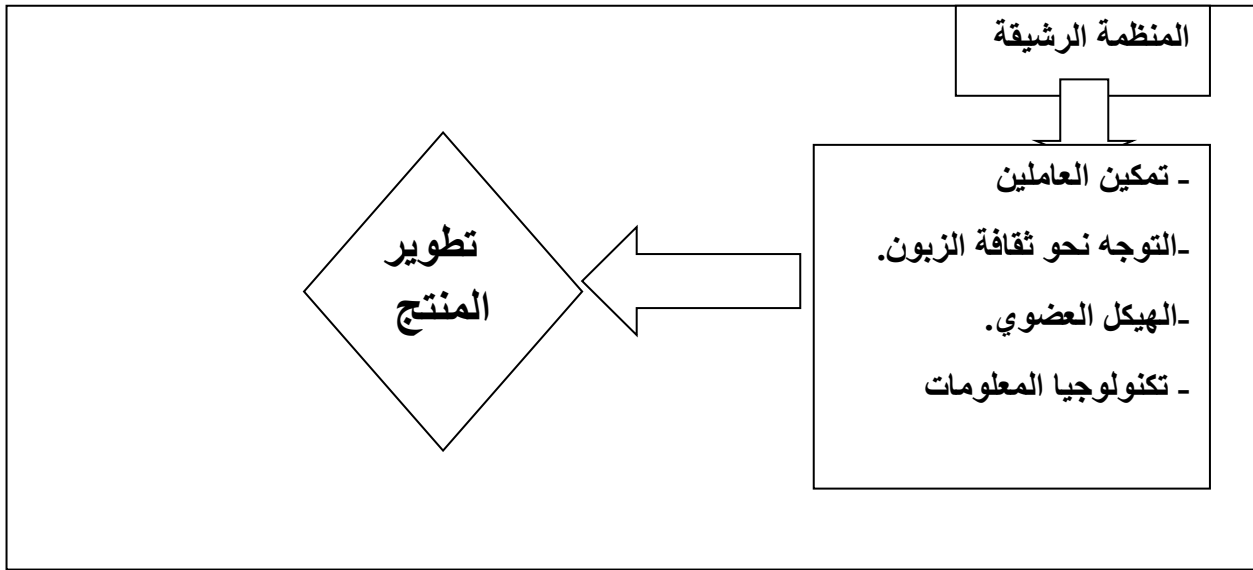 المنظمة الرشيقة
- تمكين العاملين
-التوجه نحو ثقافة الزبون.
-الهيكل العضوي.
- تكنولوجيا المعلومات
تطوير
المنتج